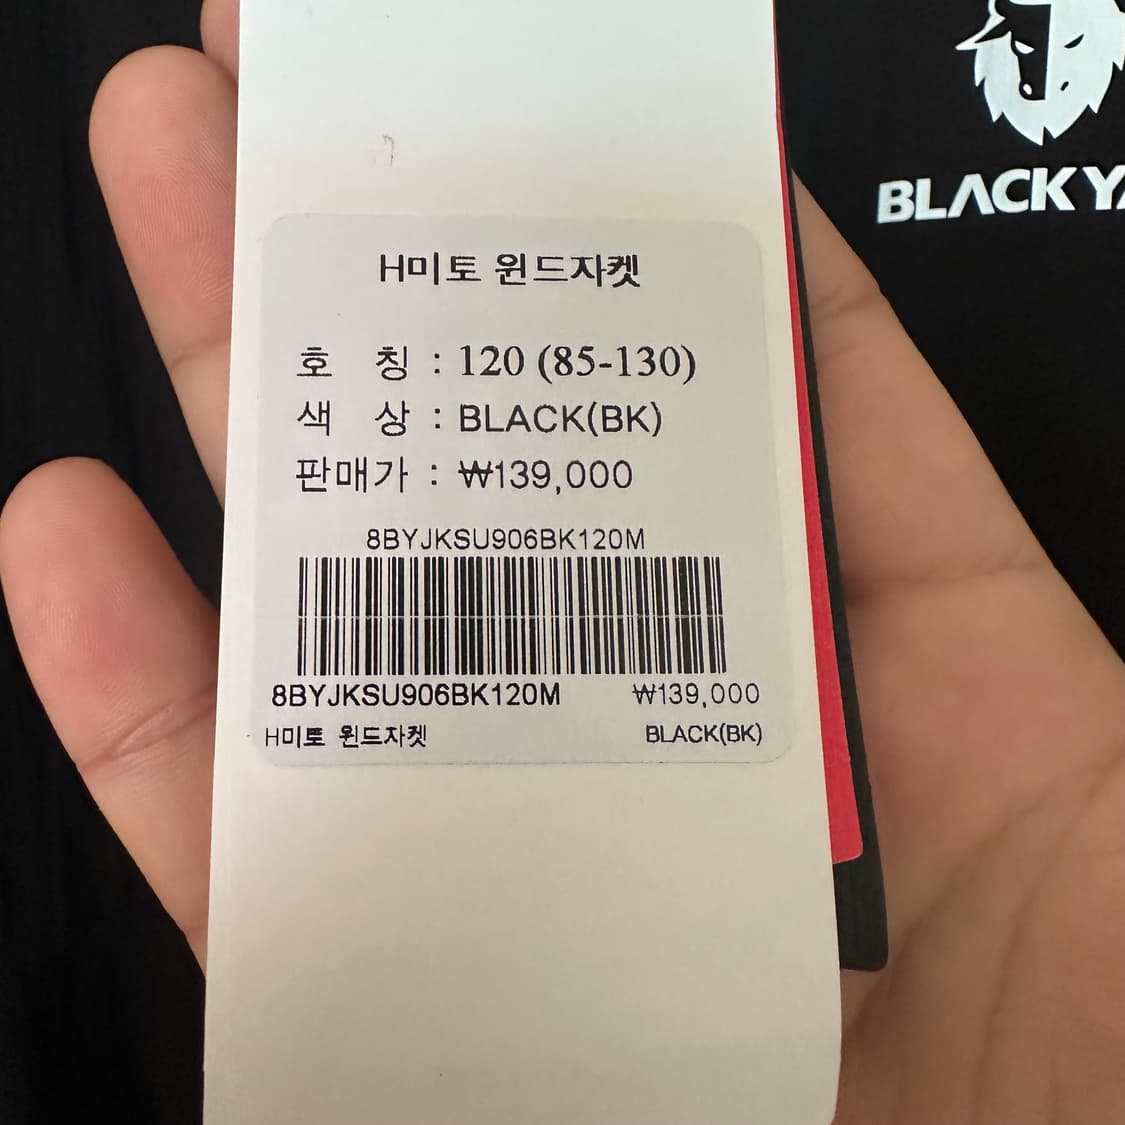 BLACK
H미토 윈드자켓
호 칭 : 120 (85-130)
색 상 : BLACK(BK)
판매가 : ₩139,000
8BYJKSU906BK120M
8BYJKSU906BK120M ₩139,000
H미토 윈드자켓 BLACK(BK)